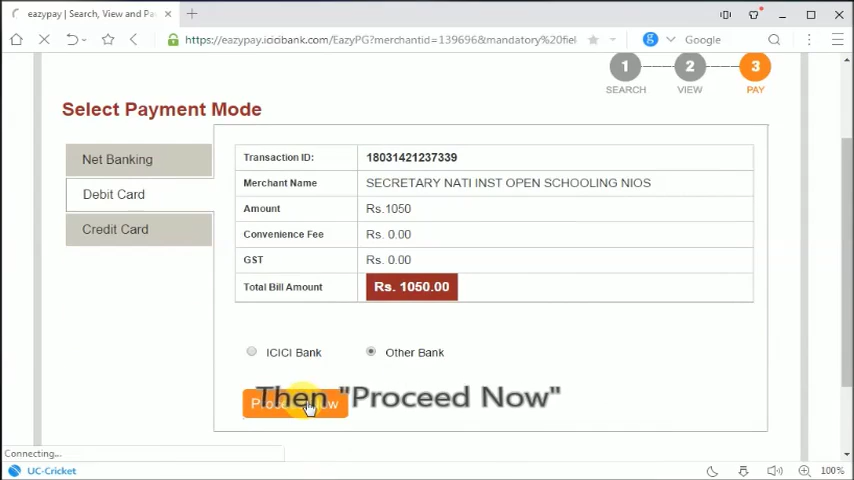 eazypay | Search, View and Pa
https://eazypay.icicibank.com/EazyPG?merchantid=139696&mandatory%20fiel
Google
1 2 3
SEARCH VIEW PAY
Select Payment Mode
Net Banking
Debit Card
Credit Card
Transaction ID: 18031421237339
Merchant Name SECRETARY NATI INST OPEN SCHOOLING NIOS
Amount Rs.1050
Convenience Fee Rs. 0.00
GST Rs. 0.00
Total Bill Amount Rs. 1050.00
ICICI Bank Other Bank
Then "Proceed Now"
Connecting...
UC-Cricket
100%